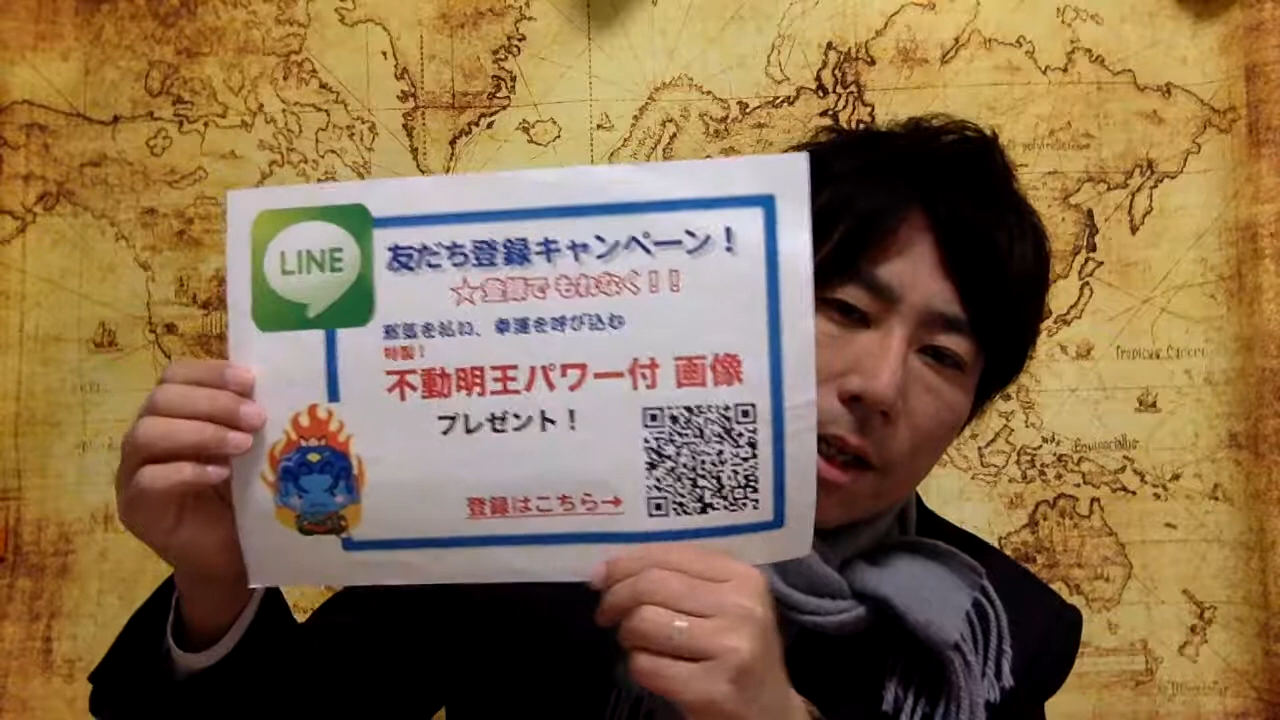 LINE
友だち登録キャンペーン！
☆登録で もれなく！！
邪気を払い、幸運を呼び込む
特製！
不動明王パワー付 画像
プレゼント！
登録はこちら→
Tropicus Cancri